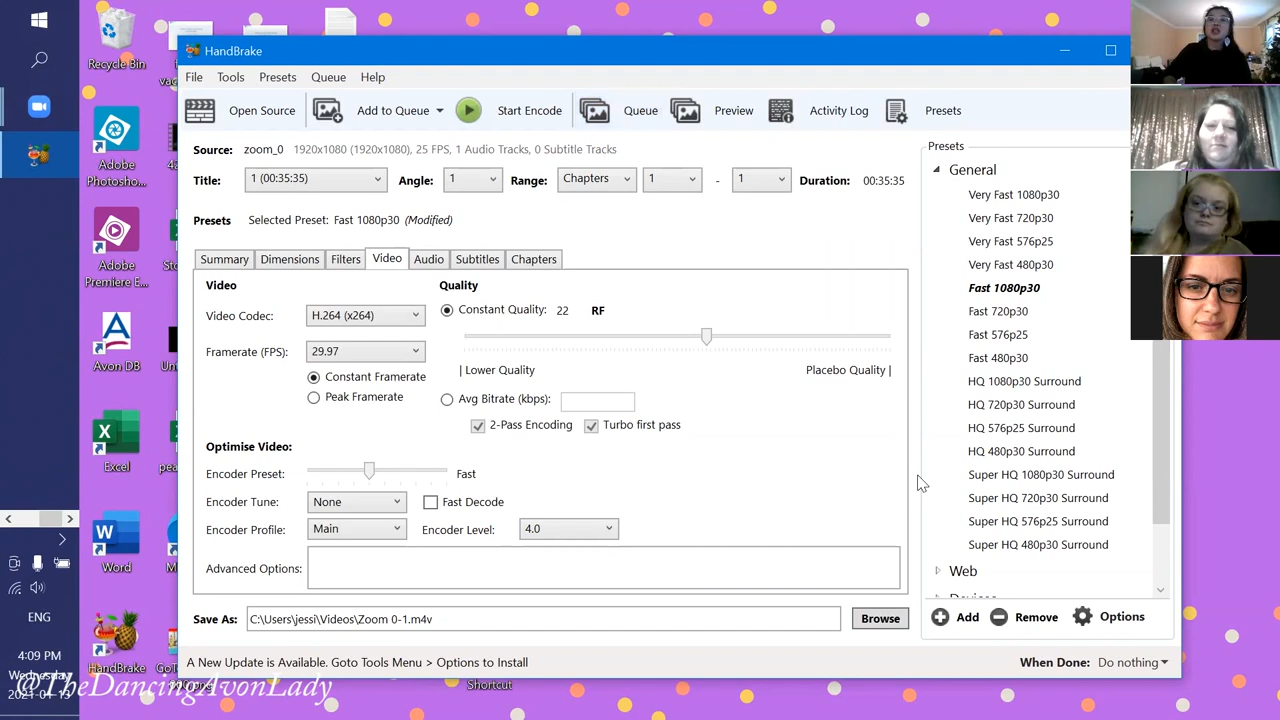 HandBrake
File Tools Presets Queue Help
Open Source Add to Queue Start Encode Queue Preview Activity Log Presets
Source: zoom_0 1920x1080 (1920x1080), 25 FPS, 1 Audio Tracks, 0 Subtitle Tracks
Title: 1 (00:35:35) Angle: 1 Range: Chapters 1 - 1 Duration: 00:35:35
Presets Selected Preset: Fast 1080p30 (Modified)
Summary Dimensions Filters Video Audio Subtitles Chapters
Video
Video Codec: H.264 (x264)
Framerate (FPS): 29.97
Constant Framerate
Peak Framerate
Quality
Constant Quality: 22 RF
| Lower Quality Placebo Quality |
Avg Bitrate (kbps):
2-Pass Encoding Turbo first pass
Optimise Video:
Encoder Preset: Fast
Encoder Tune: None Fast Decode
Encoder Profile: Main Encoder Level: 4.0
Advanced Options:
Save As: C:\Users\jessi\Videos\Zoom 0-1.m4v Browse
A New Update is Available. Goto Tools Menu > Options to Install When Done: Do nothing
Presets
General
Very Fast 1080p30
Very Fast 720p30
Very Fast 576p25
Very Fast 480p30
Fast 1080p30
Fast 720p30
Fast 576p25
Fast 480p30
HQ 1080p30 Surround
HQ 720p30 Surround
HQ 576p25 Surround
HQ 480p30 Surround
Super HQ 1080p30 Surround
Super HQ 720p30 Surround
Super HQ 576p25 Surround
Super HQ 480p30 Surround
Web
Add Remove Options
Recycle Bin
Adobe
Photosho...
Adobe
Premiere E...
Avon DB
Excel
Word
HandBrake
Shortcut
ENG
4:09 PM
Wednesday
2021-01-13
@TheDancingAvonLady